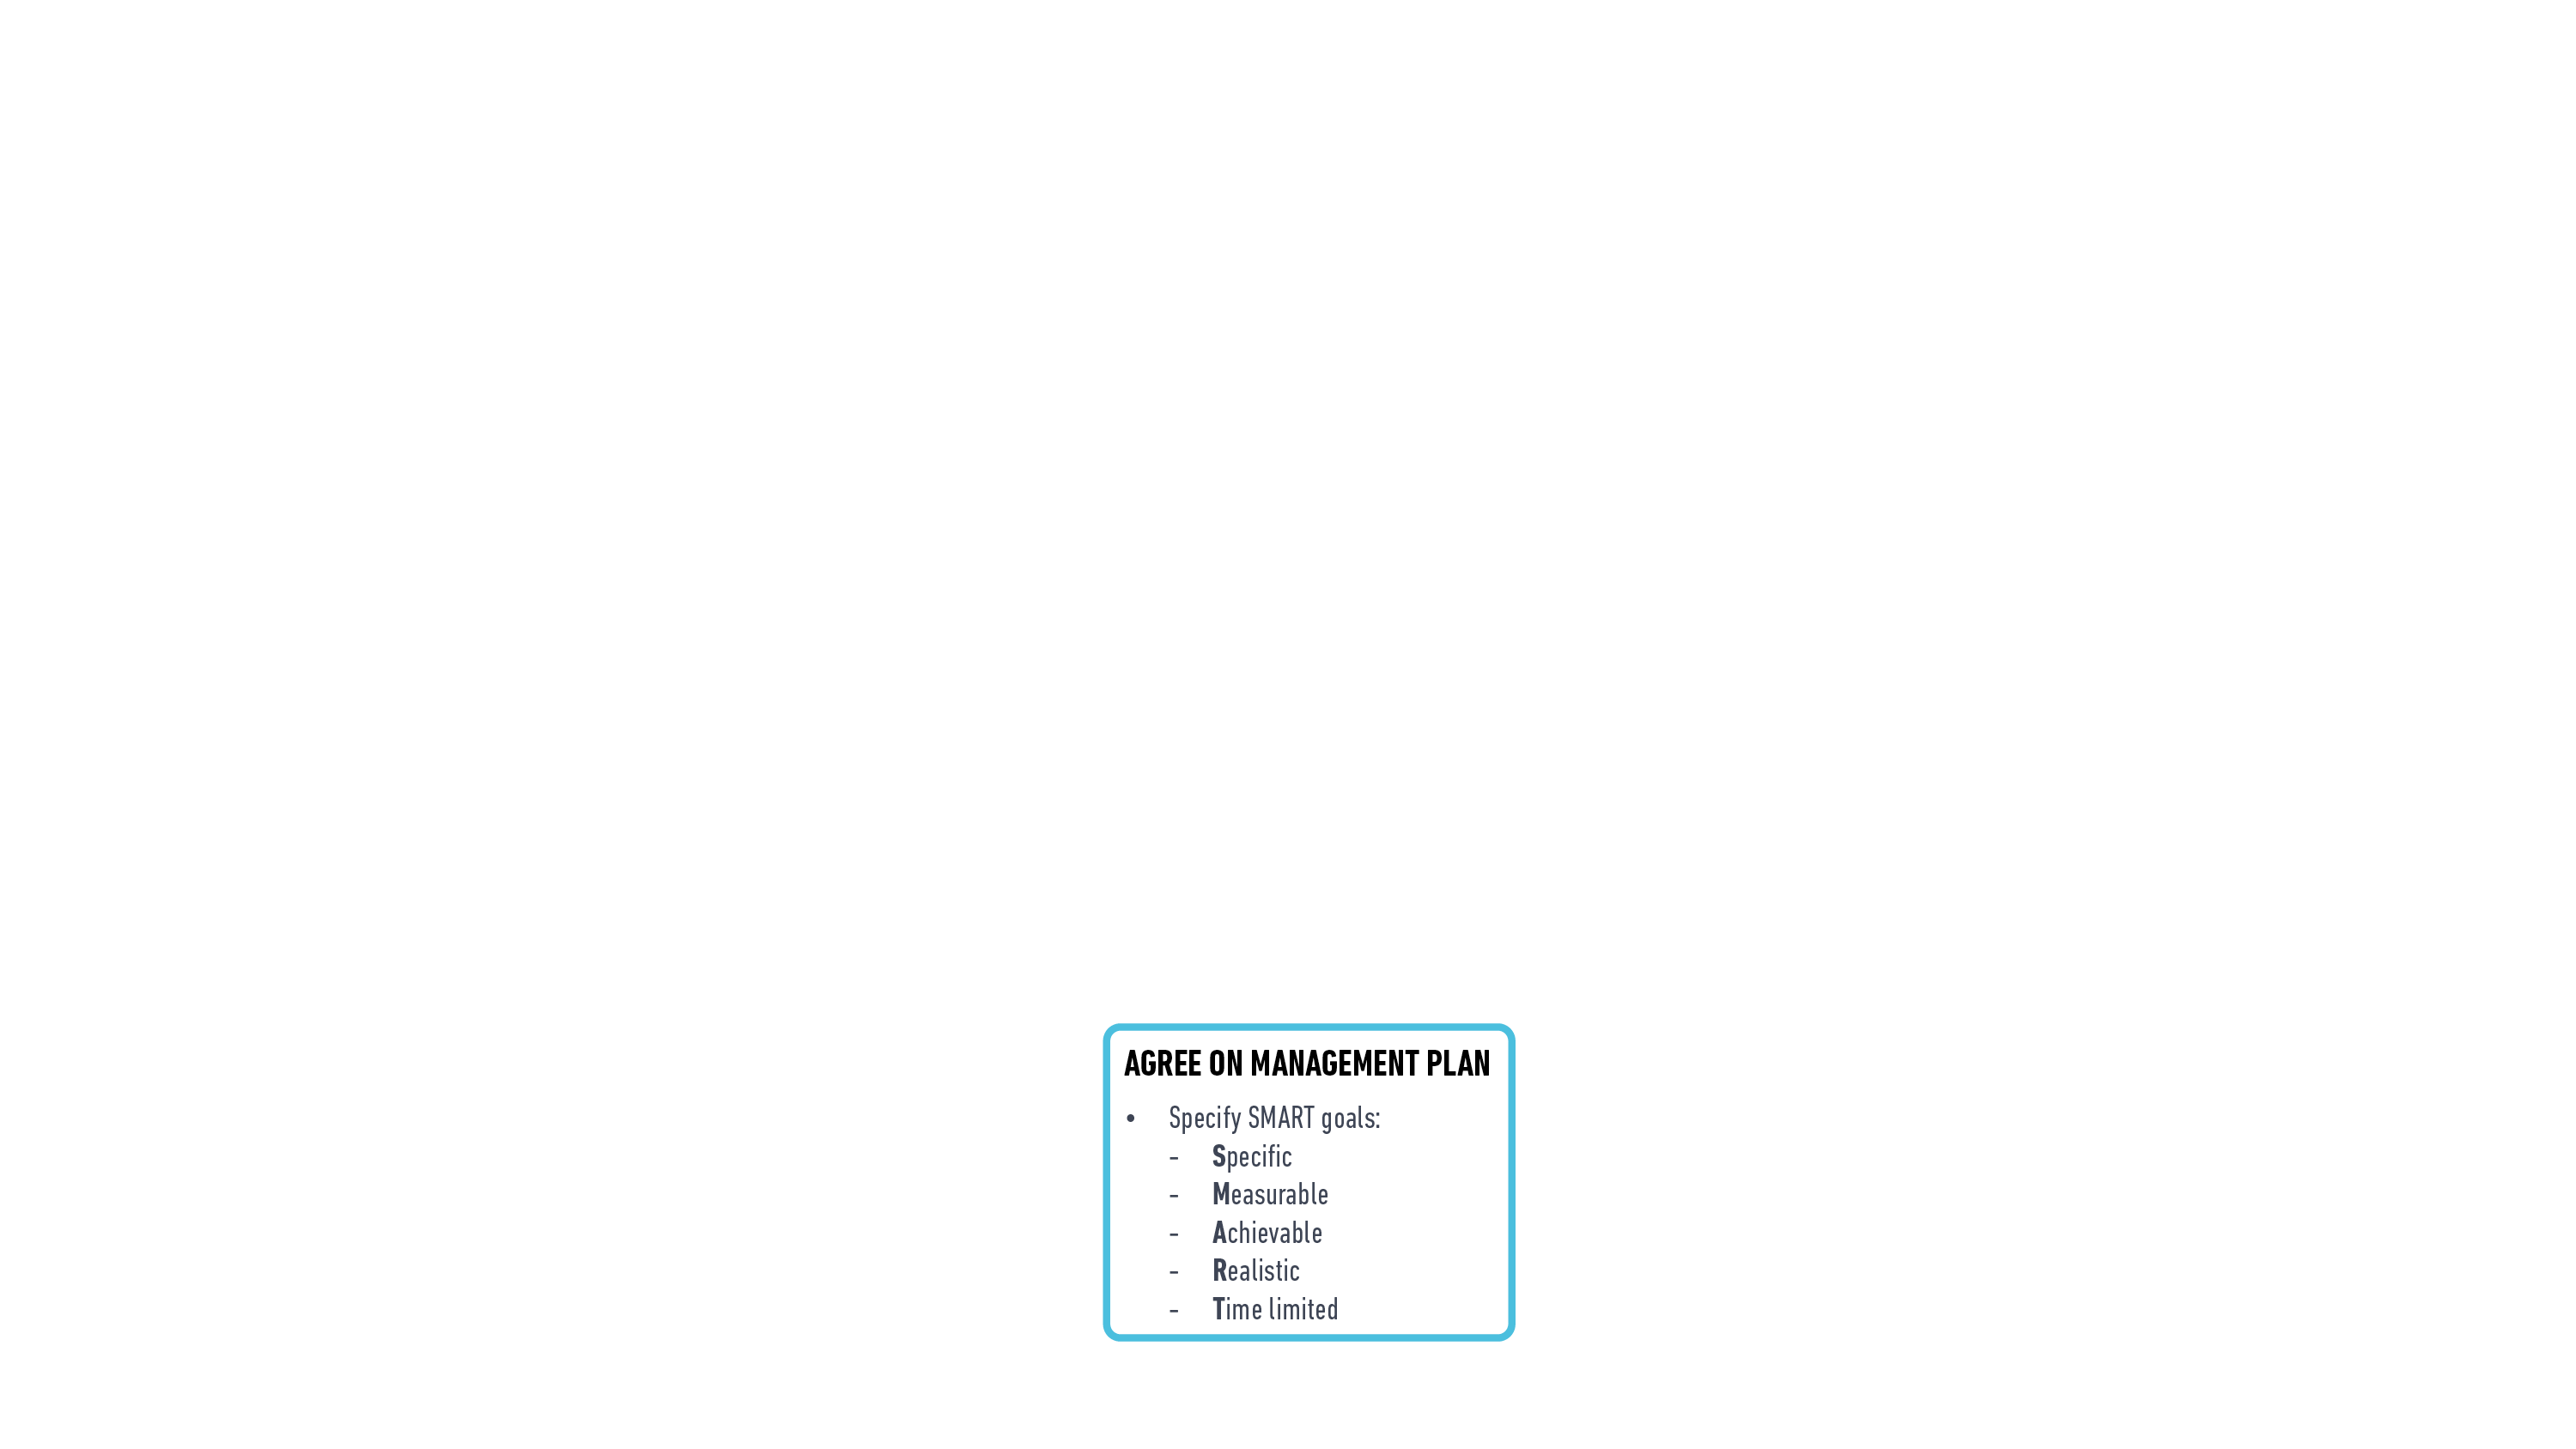 AGREE ON MANAGEMENT PLAN
• Specify SMART goals:
- Specific
- Measurable
- Achievable
- Realistic
- Time limited